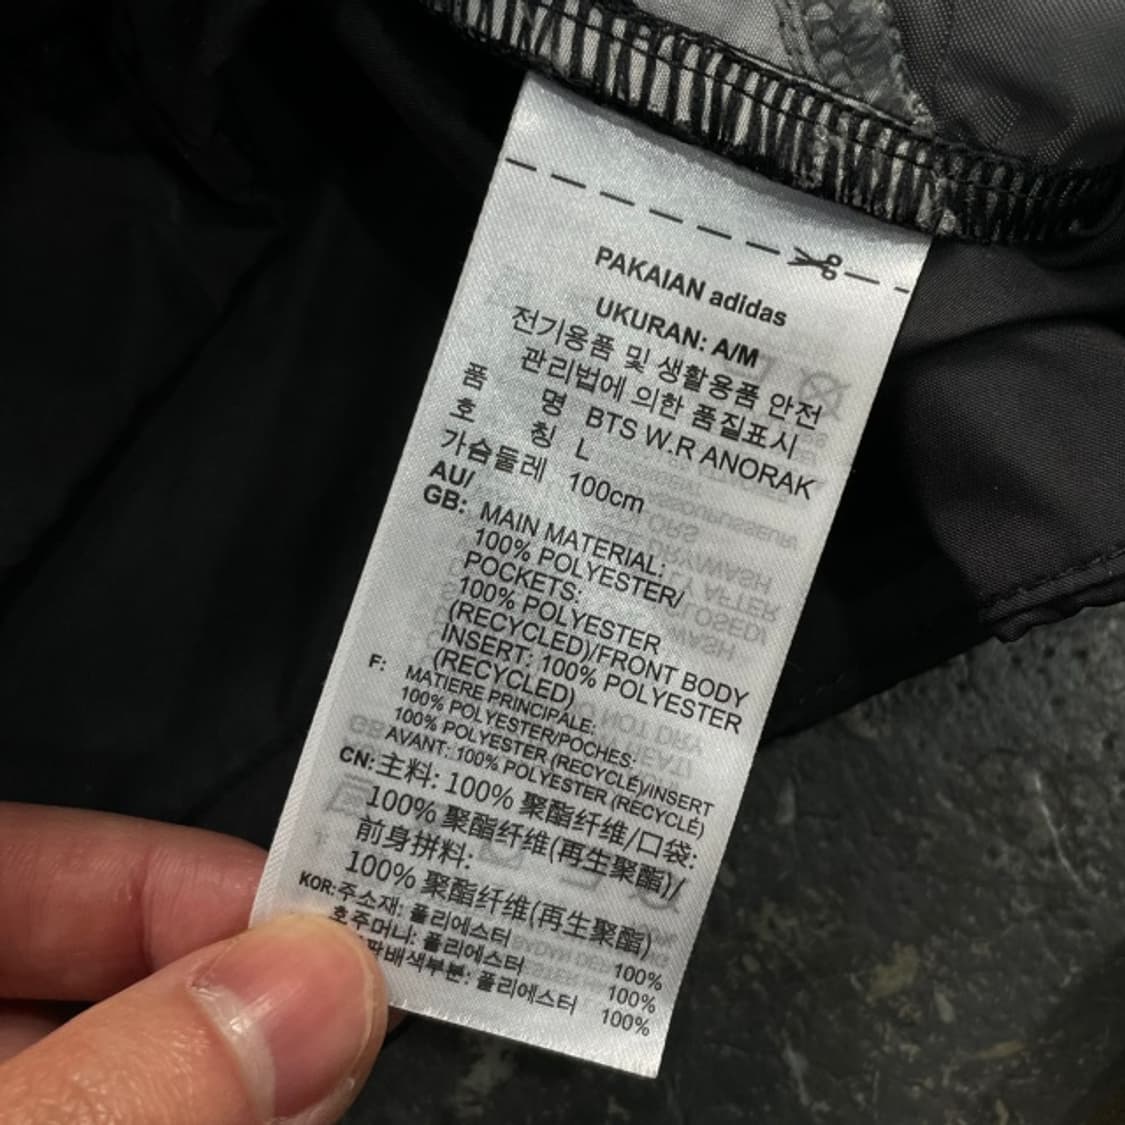 PAKAIAN adidas
UKURAN: A/M
전기용품 및 생활용품 안전
관리법에 의한 품질표시
품 명 BTS W.R ANORAK
호 칭 L
가슴둘레 100cm
AU/
GB: MAIN MATERIAL:
100% POLYESTER/
POCKETS:
100% POLYESTER
(RECYCLED)/FRONT BODY
INSERT: 100% POLYESTER
(RECYCLED)
F: MATIERE PRINCIPALE:
100% POLYESTER/POCHES:
100% POLYESTER (RECYCLÉ)/INSERT
AVANT: 100% POLYESTER (RECYCLÉ)
CN: 主料: 100% 聚酯纤维/口袋:
100% 聚酯纤维(再生聚酯)/
前身拼料:
100% 聚酯纤维(再生聚酯)
KOR: 주소재: 폴리에스터 100%
호주머니: 폴리에스터 100%
판배색부분: 폴리에스터 100%